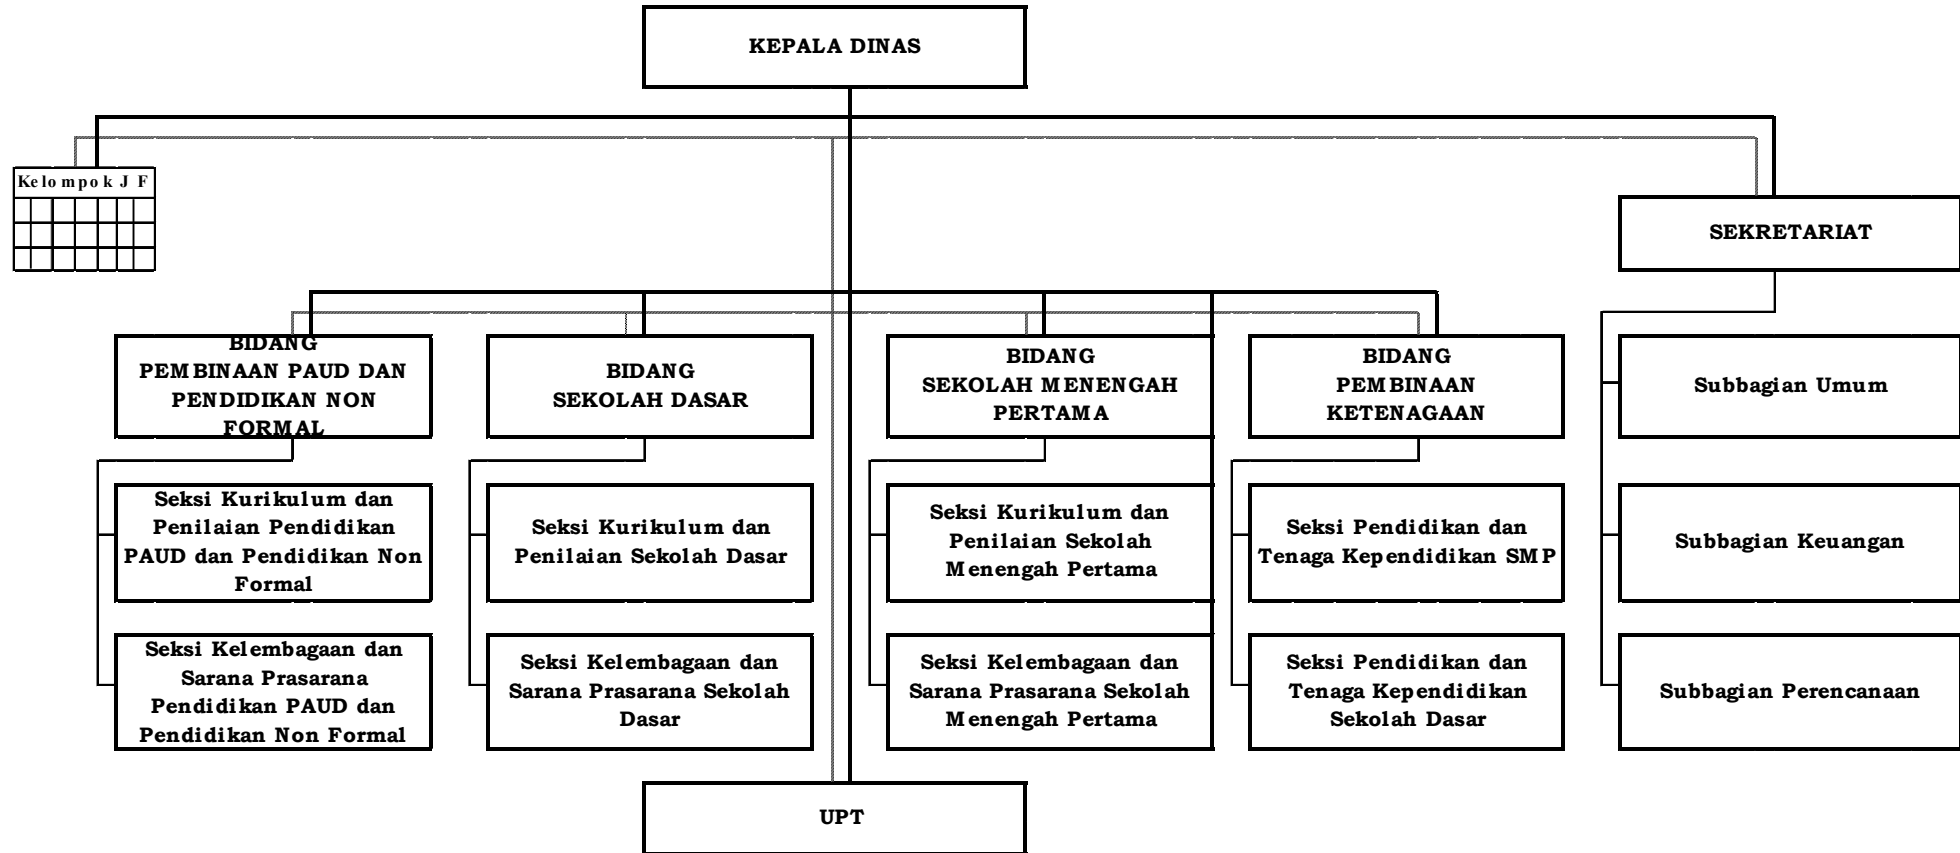 KEPALA DINAS
Kelompok J F
SEKRETARIAT
BIDANG
PEMBINAAN PAUD DAN
PENDIDIKAN NON
FORMAL
BIDANG
SEKOLAH DASAR
BIDANG
SEKOLAH MENENGAH
PERTAMA
BIDANG
PEMBINAAN
KETENAGAAN
Subbagian Umum
Seksi Kurikulum dan
Penilaian Pendidikan
PAUD dan Pendidikan Non
Formal
Seksi Kurikulum dan
Penilaian Sekolah Dasar
Seksi Kurikulum dan
Penilaian Sekolah
Menengah Pertama
Seksi Pendidikan dan
Tenaga Kependidikan SMP
Subbagian Keuangan
Seksi Kelembagaan dan
Sarana Prasarana
Pendidikan PAUD dan
Pendidikan Non Formal
Seksi Kelembagaan dan
Sarana Prasarana Sekolah
Dasar
Seksi Kelembagaan dan
Sarana Prasarana Sekolah
Menengah Pertama
Seksi Pendidikan dan
Tenaga Kependidikan
Sekolah Dasar
Subbagian Perencanaan
UPT